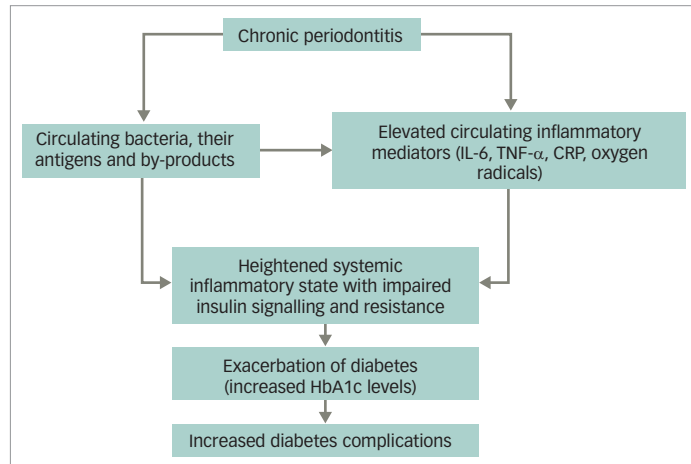 Chronic periodontitis
Circulating bacteria, their
antigens and by-products
Elevated circulating inflammatory
mediators (IL-6, TNF-α, CRP, oxygen
radicals)
Heightened systemic
inflammatory state with impaired
insulin signalling and resistance
Exacerbation of diabetes
(increased HbA1c levels)
Increased diabetes complications